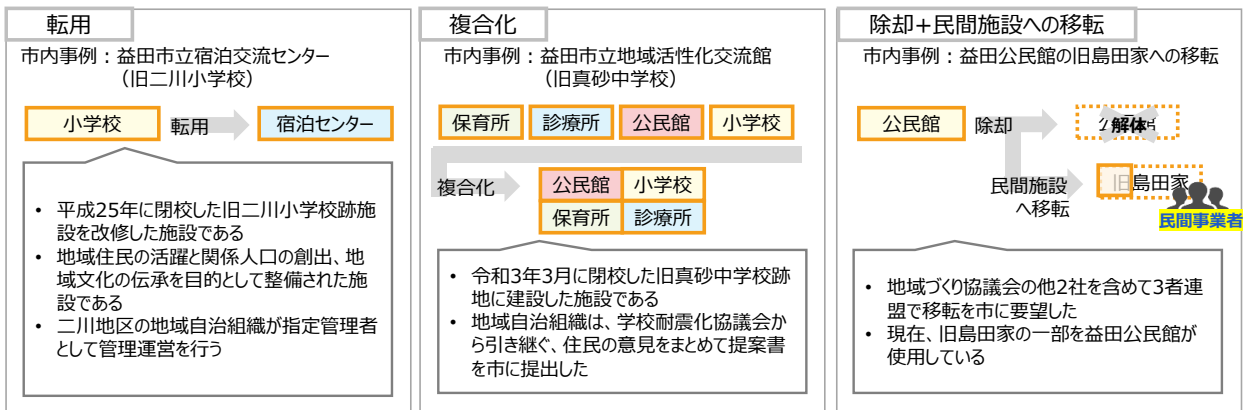 転用
市内事例：益田市立宿泊交流センター
（旧二川小学校）
小学校
転用
宿泊センター
• 平成25年に閉校した旧二川小学校跡施
設を改修した施設である
• 地域住民の活躍と関係人口の創出、地
域文化の伝承を目的として整備された施
設である
• 二川地区の地域自治組織が指定管理者
として管理運営を行う
複合化
市内事例：益田市立地域活性化交流館
（旧真砂中学校）
保育所
診療所
公民館
小学校
複合化
公民館
小学校
保育所
診療所
• 令和3年3月に閉校した旧真砂中学校跡
地に建設した施設である
• 地域自治組織は、学校耐震化協議会か
ら引き継ぐ、住民の意見をまとめて提案書
を市に提出した
除却+民間施設への移転
市内事例：益田公民館の旧島田家への移転
公民館
除却
解体
民間施設
へ移転
旧島田家
民間事業者
• 地域づくり協議会の他2社を含めて3者連
盟で移転を市に要望した
• 現在、旧島田家の一部を益田公民館が
使用している